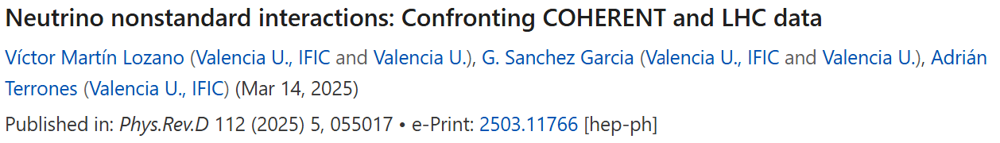 Neutrino nonstandard interactions: Confronting COHERENT and LHC data
Víctor Martín Lozano (Valencia U., IFIC and Valencia U.), G. Sanchez Garcia (Valencia U., IFIC and Valencia U.), Adrián
Terrones (Valencia U., IFIC) (Mar 14, 2025)
Published in: Phys.Rev.D 112 (2025) 5, 055017 • e-Print: 2503.11766 [hep-ph]